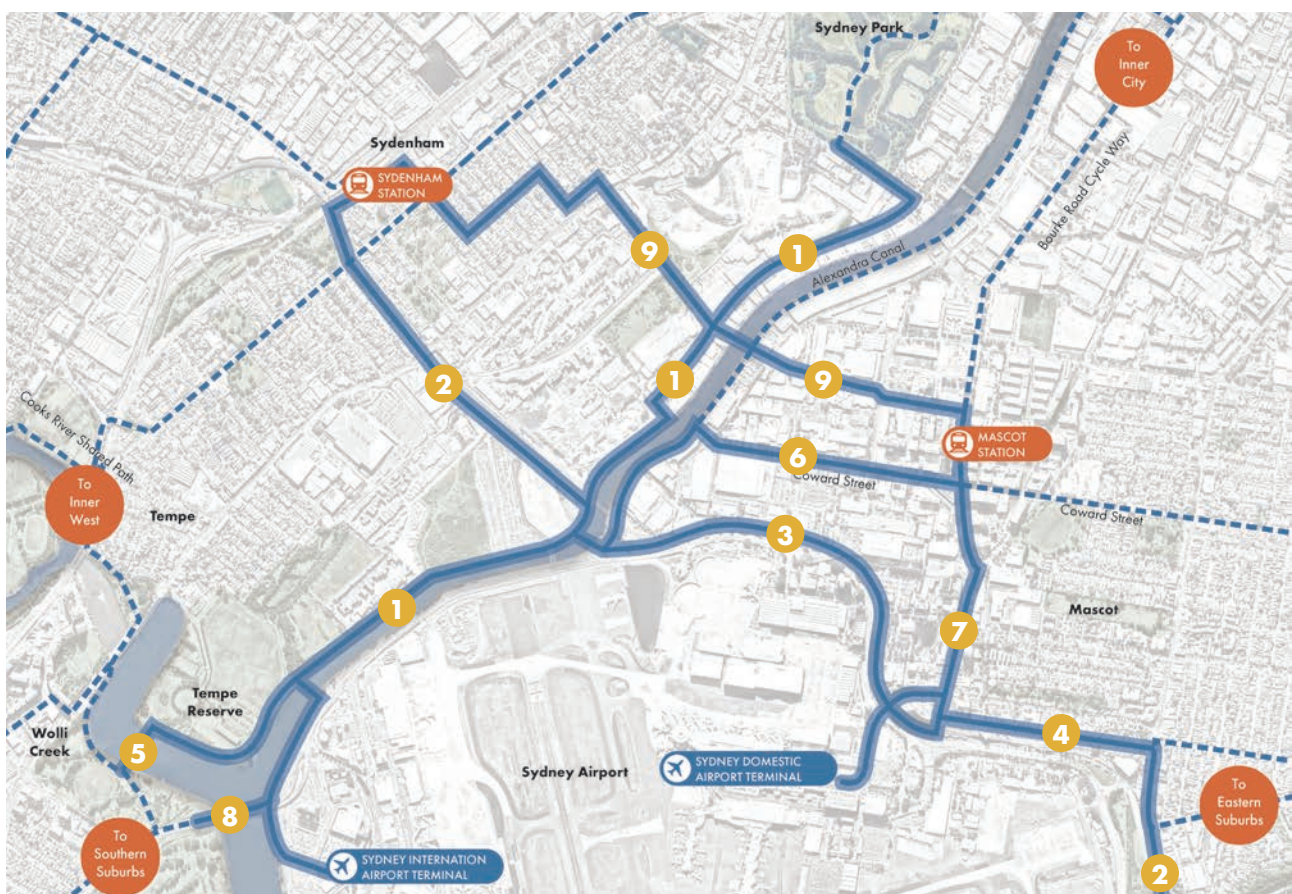 Sydney Park
To
Inner
City
Sydenham
SYDENHAM
STATION
Bourke Road Cycle Way
9
1
Alexandra Canal
1
9
2
Cooks River Shared Path
MASCOT
STATION
6
Coward Street
To
Inner
West
Tempe
Coward Street
3
1
Mascot
7
Tempe
Reserve
Wolli
Creek
5
4
Sydney Airport
SYDNEY DOMESTIC
AIRPORT TERMINAL
To
Eastern
Suburbs
8
To
Southern
Suburbs
SYDNEY INTERNATION
AIRPORT TERMINAL
2